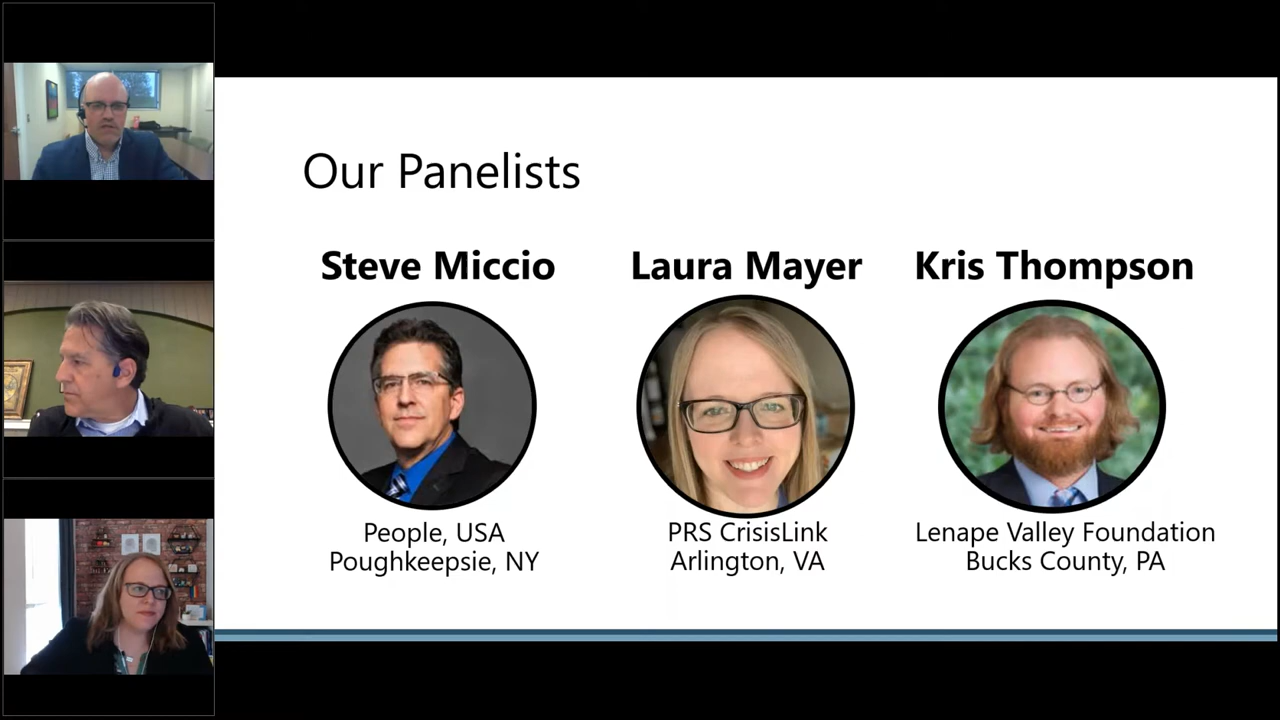 Our Panelists
Steve Miccio
Laura Mayer
Kris Thompson
People, USA
Poughkeepsie, NY
PRS CrisisLink
Arlington, VA
Lenape Valley Foundation
Bucks County, PA